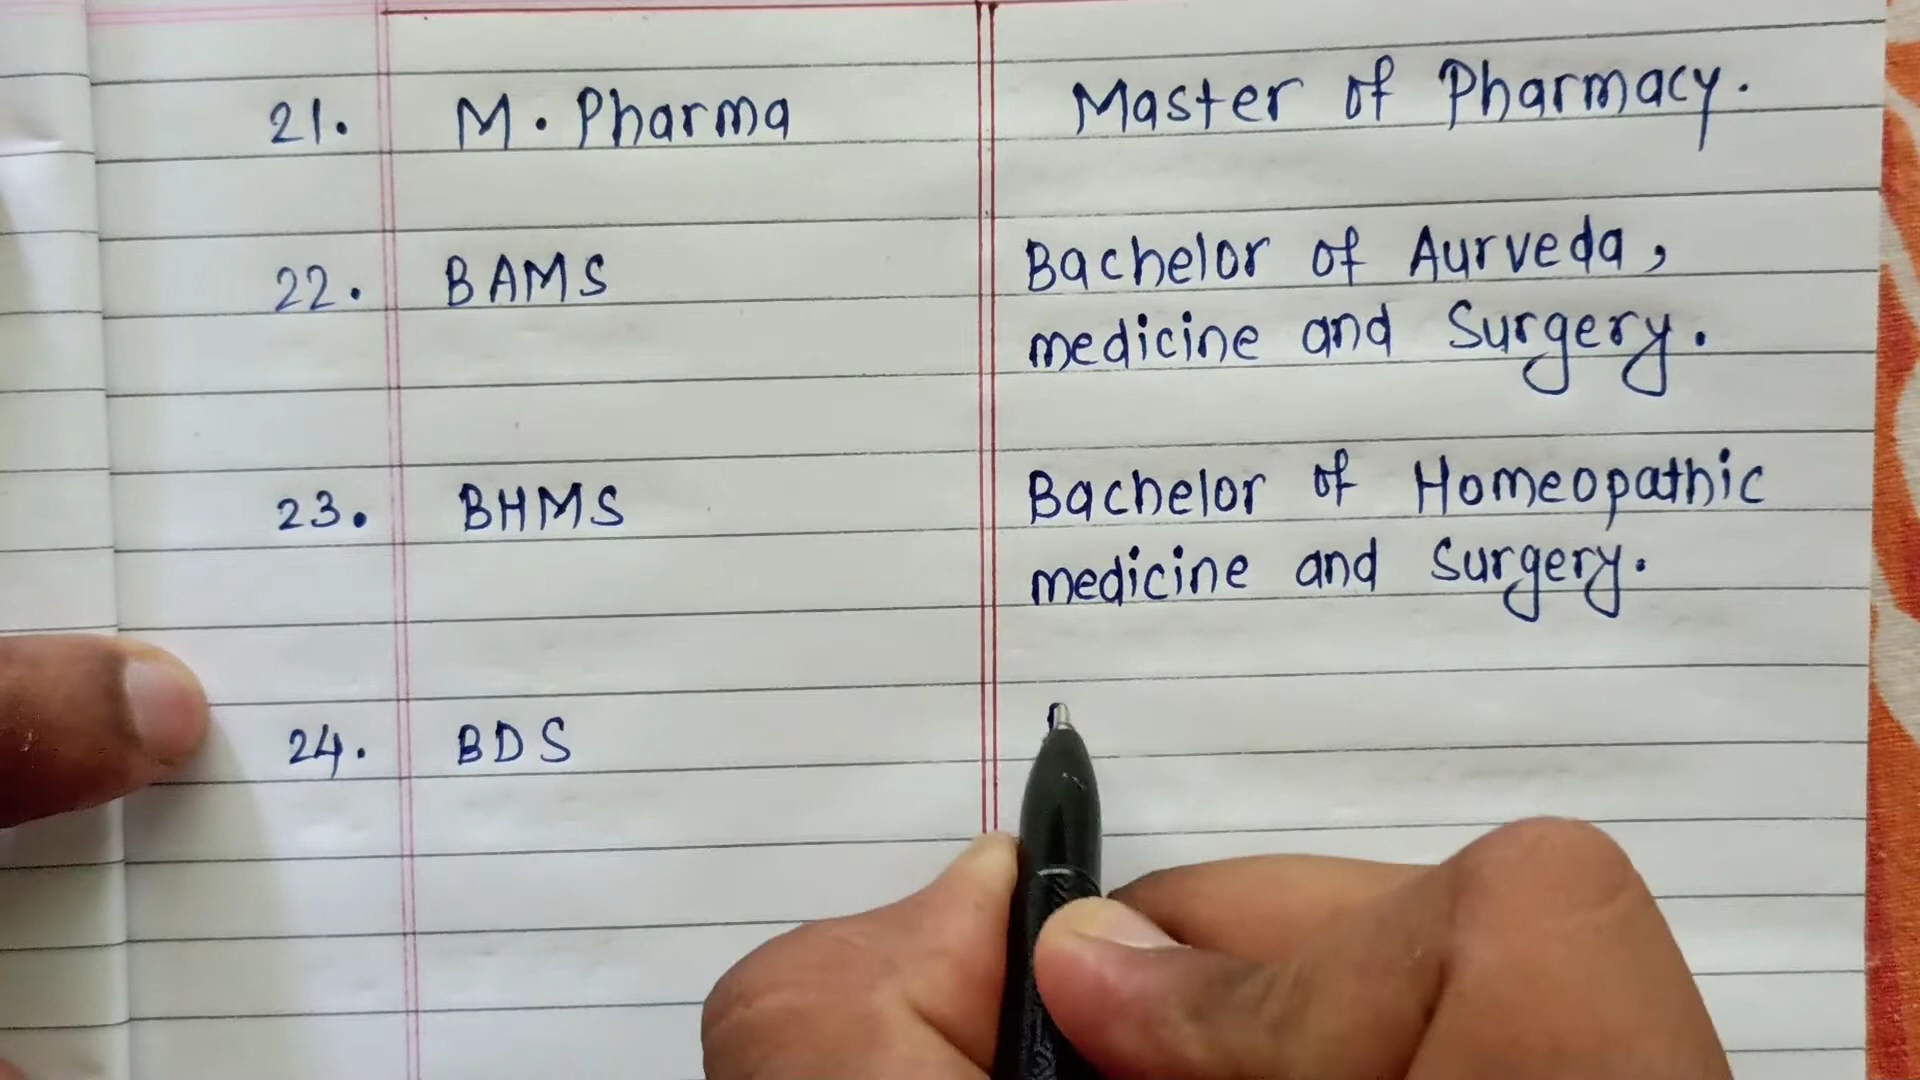 21. M. Pharma Master of Pharmacy.
22. BAMS Bachelor of Aurveda,
medicine and Surgery.
23. BHMS Bachelor of Homeopathic
medicine and Surgery.
24. BDS